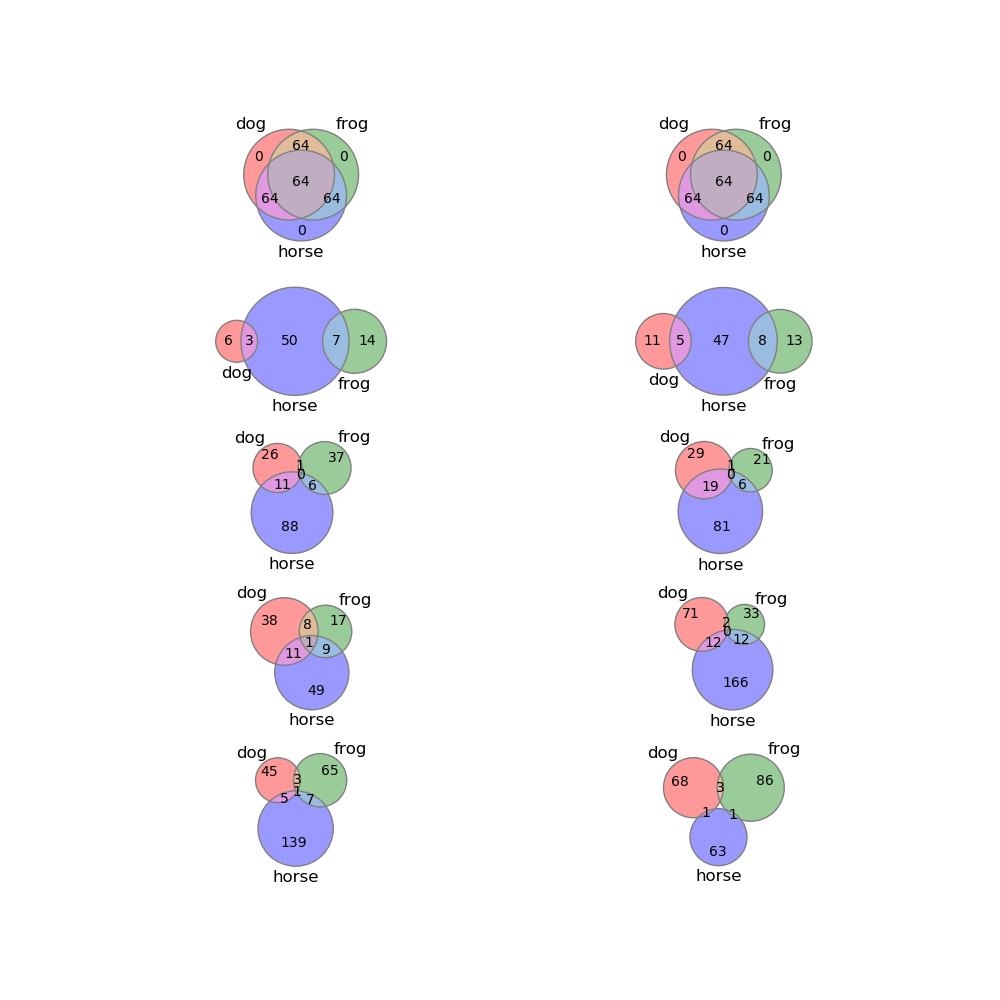 dog frog
0 64 0
64
64 64
0
horse
dog frog
0 64 0
64
64 64
0
horse
6 3 50 7 14
dog
frog
horse
11 5 47 8 13
dog
frog
horse
dog frog
26 1 37
0
11 6
88
horse
dog frog
29 1 21
0
19 6
81
horse
dog frog
38 8 17
1
11 9
49
horse
dog frog
71 2 33
0
12 12
166
horse
dog frog
45 3 65
1
5 7
139
horse
dog frog
68 3 86
1 1
63
horse